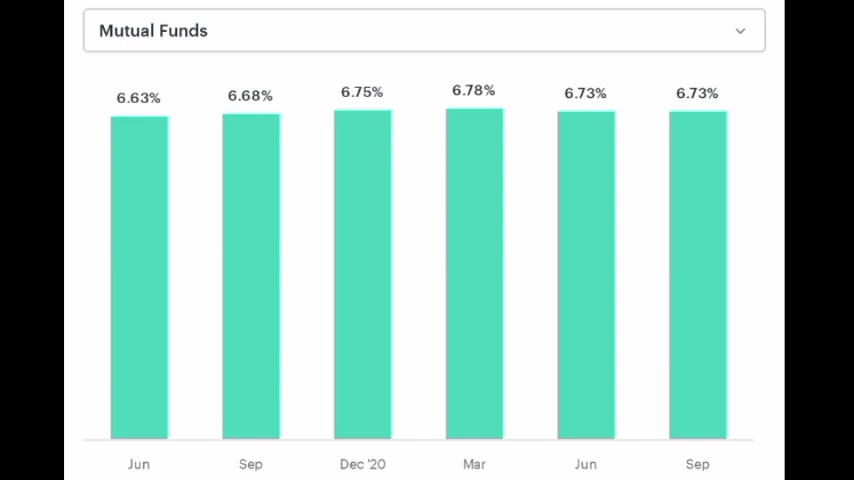 Mutual Funds
6.63% 6.68% 6.75% 6.78% 6.73% 6.73%
Jun Sep Dec '20 Mar Jun Sep